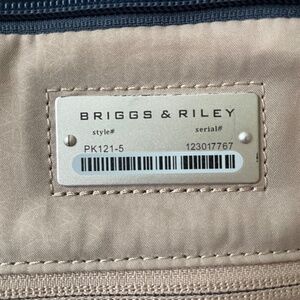 BRIGGS & RILEY
style# serial#
PK121-5 123017767